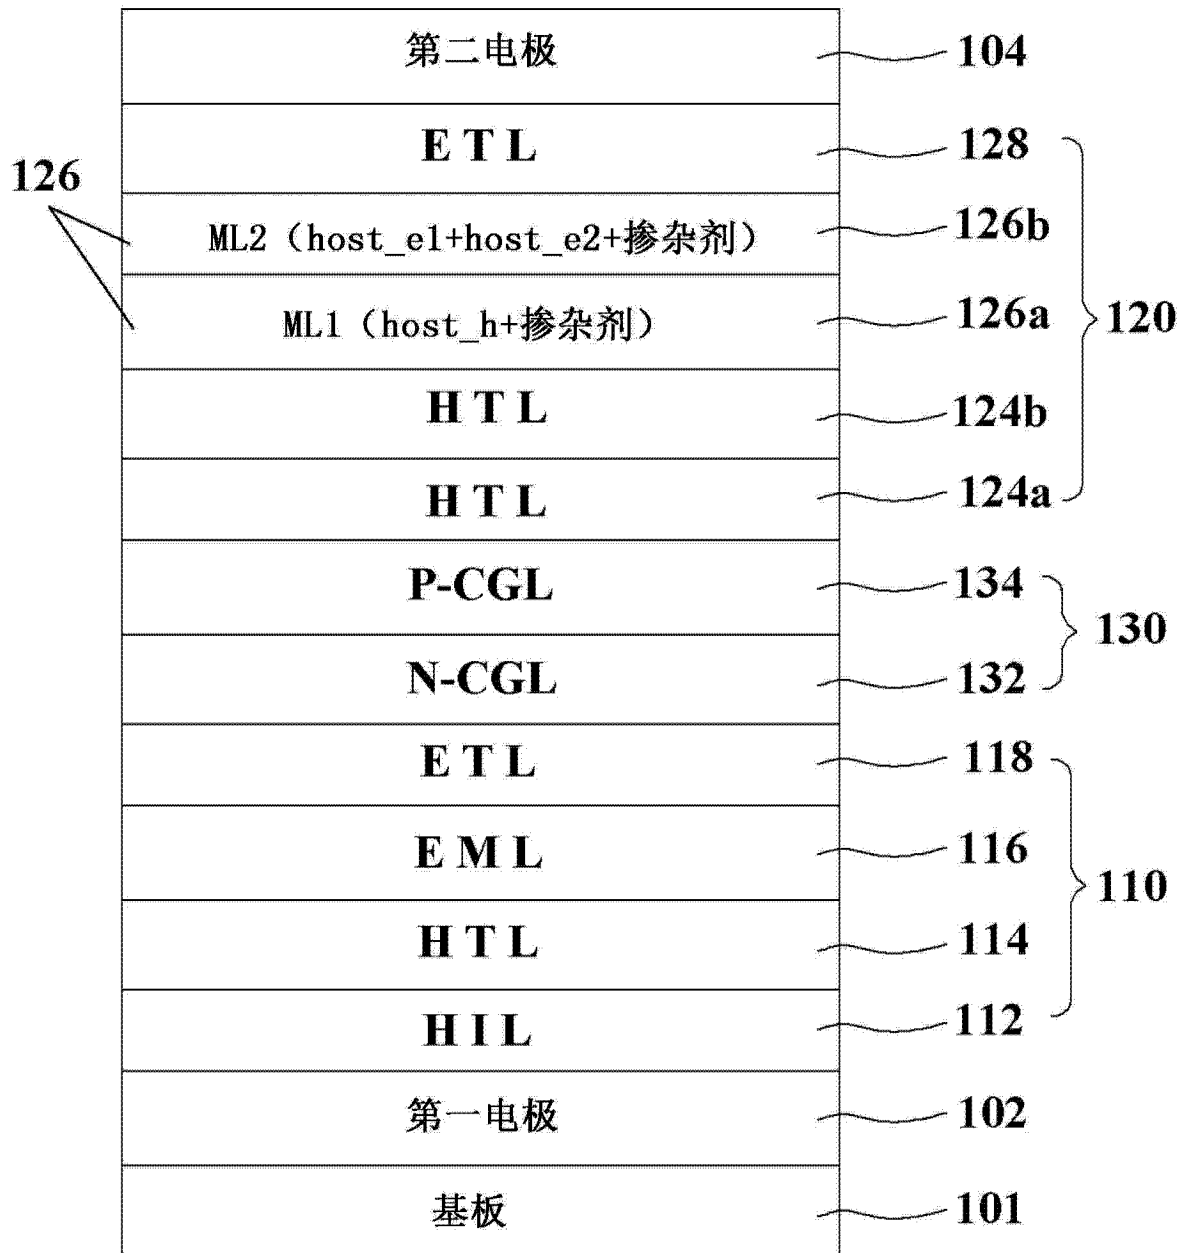 第二电极 104
E T L 128
126
ML2（host_e1+host_e2+掺杂剂） 126b
ML1（host_h+掺杂剂） 126a
120
H T L 124b
H T L 124a
P-CGL 134
130
N-CGL 132
E T L 118
E M L 116
110
H T L 114
H I L 112
第一电极 102
基板 101